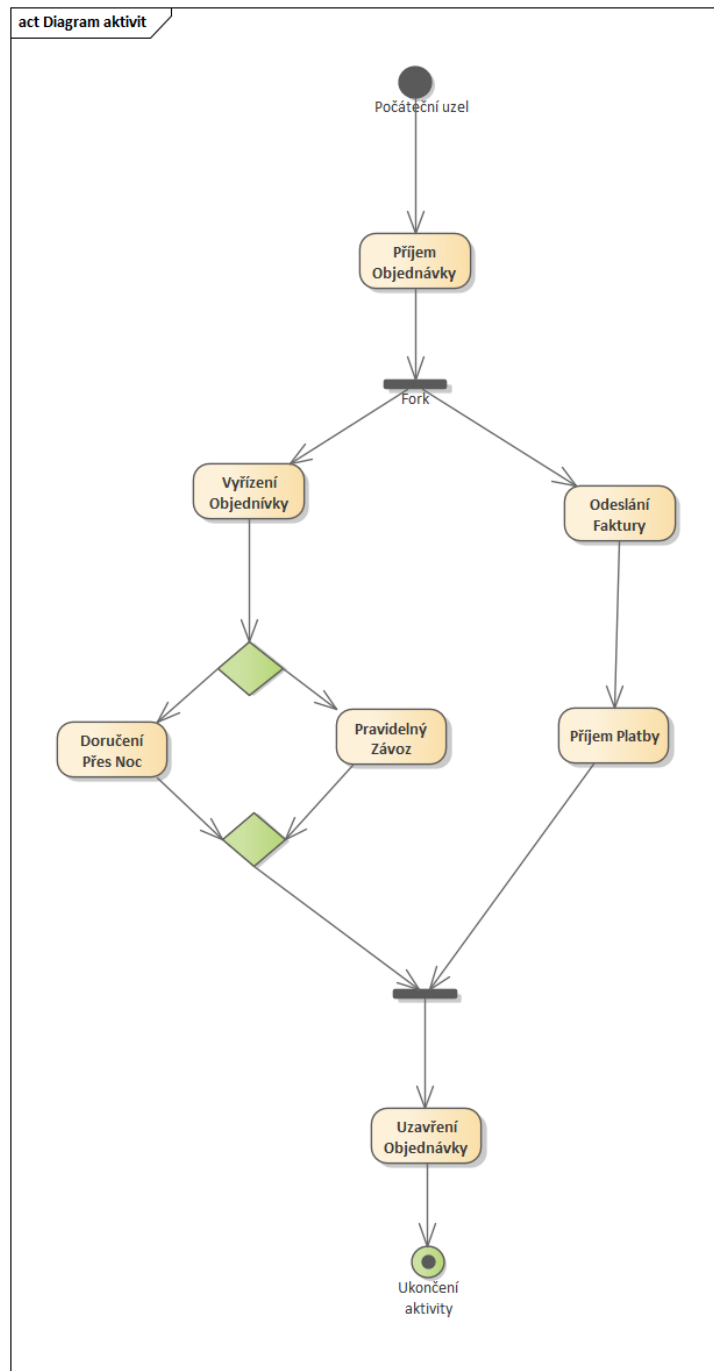 act Diagram aktivit
Počáteční uzel
Příjem
Objednávky
Fork
Vyřízení
Objednívky
Odeslání
Faktury
Doručení
Přes Noc
Pravidelný
Závoz
Příjem Platby
Uzavření
Objednávky
Ukončení
aktivity